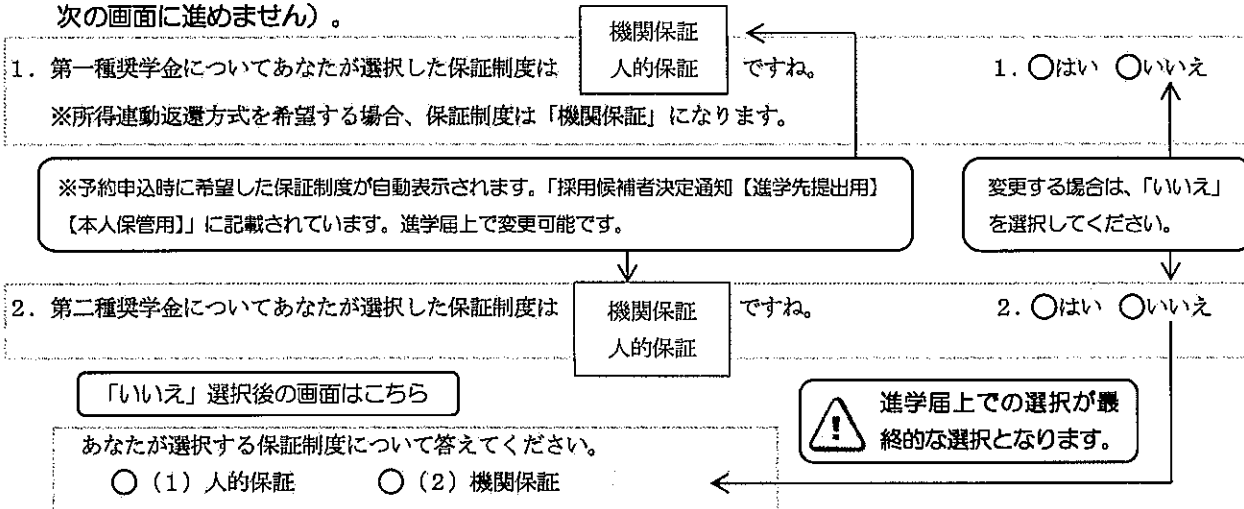 次の画面に進めません）。
機関保証
人的保証
1．第一種奨学金についてあなたが選択した保証制度は
ですね。
1．○はい ○いいえ
※所得連動返還方式を希望する場合、保証制度は「機関保証」になります。
※予約申込時に希望した保証制度が自動表示されます。「採用候補者決定通知【進学先提出用】
【本人保管用】」に記載されています。進学届上で変更可能です。
変更する場合は、「いいえ」
を選択してください。
2．第二種奨学金についてあなたが選択した保証制度は
機関保証
人的保証
ですね。
2．○はい ○いいえ
「いいえ」選択後の画面はこちら
進学届上での選択が最
終的な選択となります。
あなたが選択する保証制度について答えてください。
○（1）人的保証 ○（2）機関保証